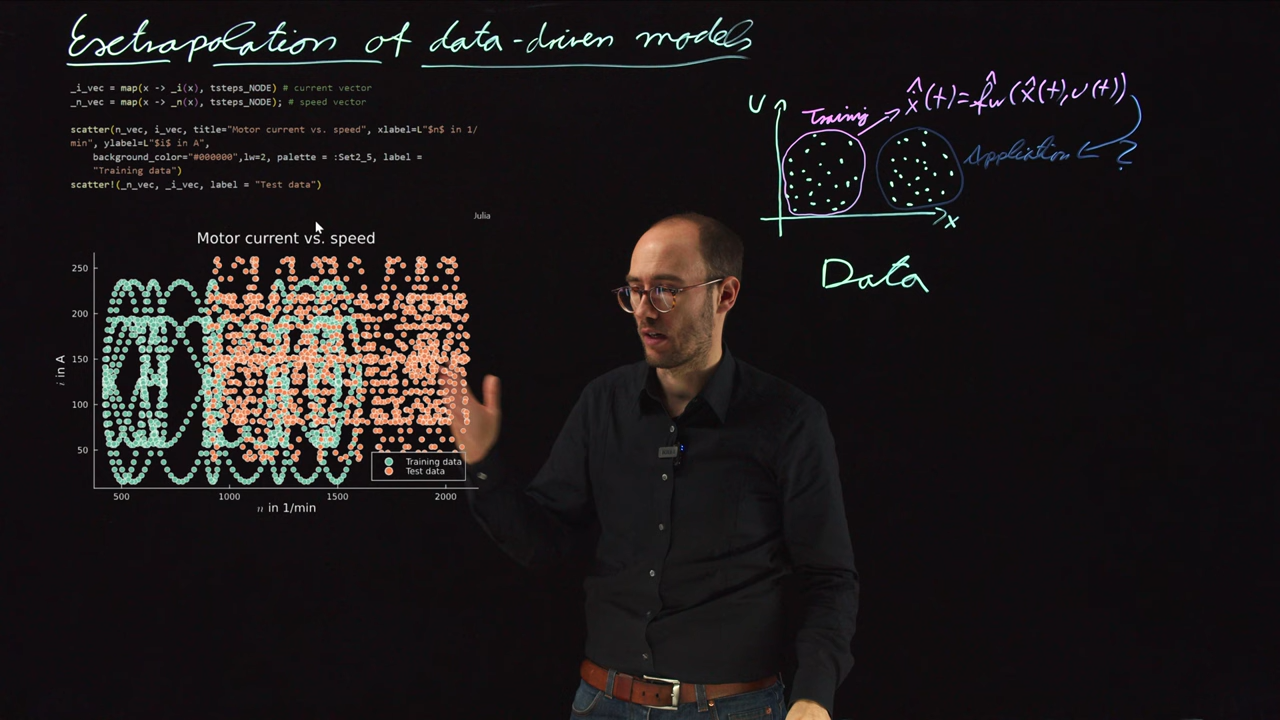 Exctrapolation of data-driven models
_i_vec = map(x -> _i(x), tsteps_NODE) # current vector
_n_vec = map(x -> _n(x), tsteps_NODE); # speed vector
scatter(n_vec, i_vec, title="Motor current vs. speed", xlabel=L"$n$ in 1/
min", ylabel=L"$i$ in A",
background_color="#000000",lw=2, palette = :Set2_5, label =
"Training data")
scatter!(_n_vec, _i_vec, label = "Test data")
Julia
Motor current vs. speed
250
200
150
100
50
i in A
500 1000 1500 2000
n in 1/min
Training data
Test data
U
Training
x̂(t)=f̂w(x̂(t),u(t))
Appliation ?
x
Data